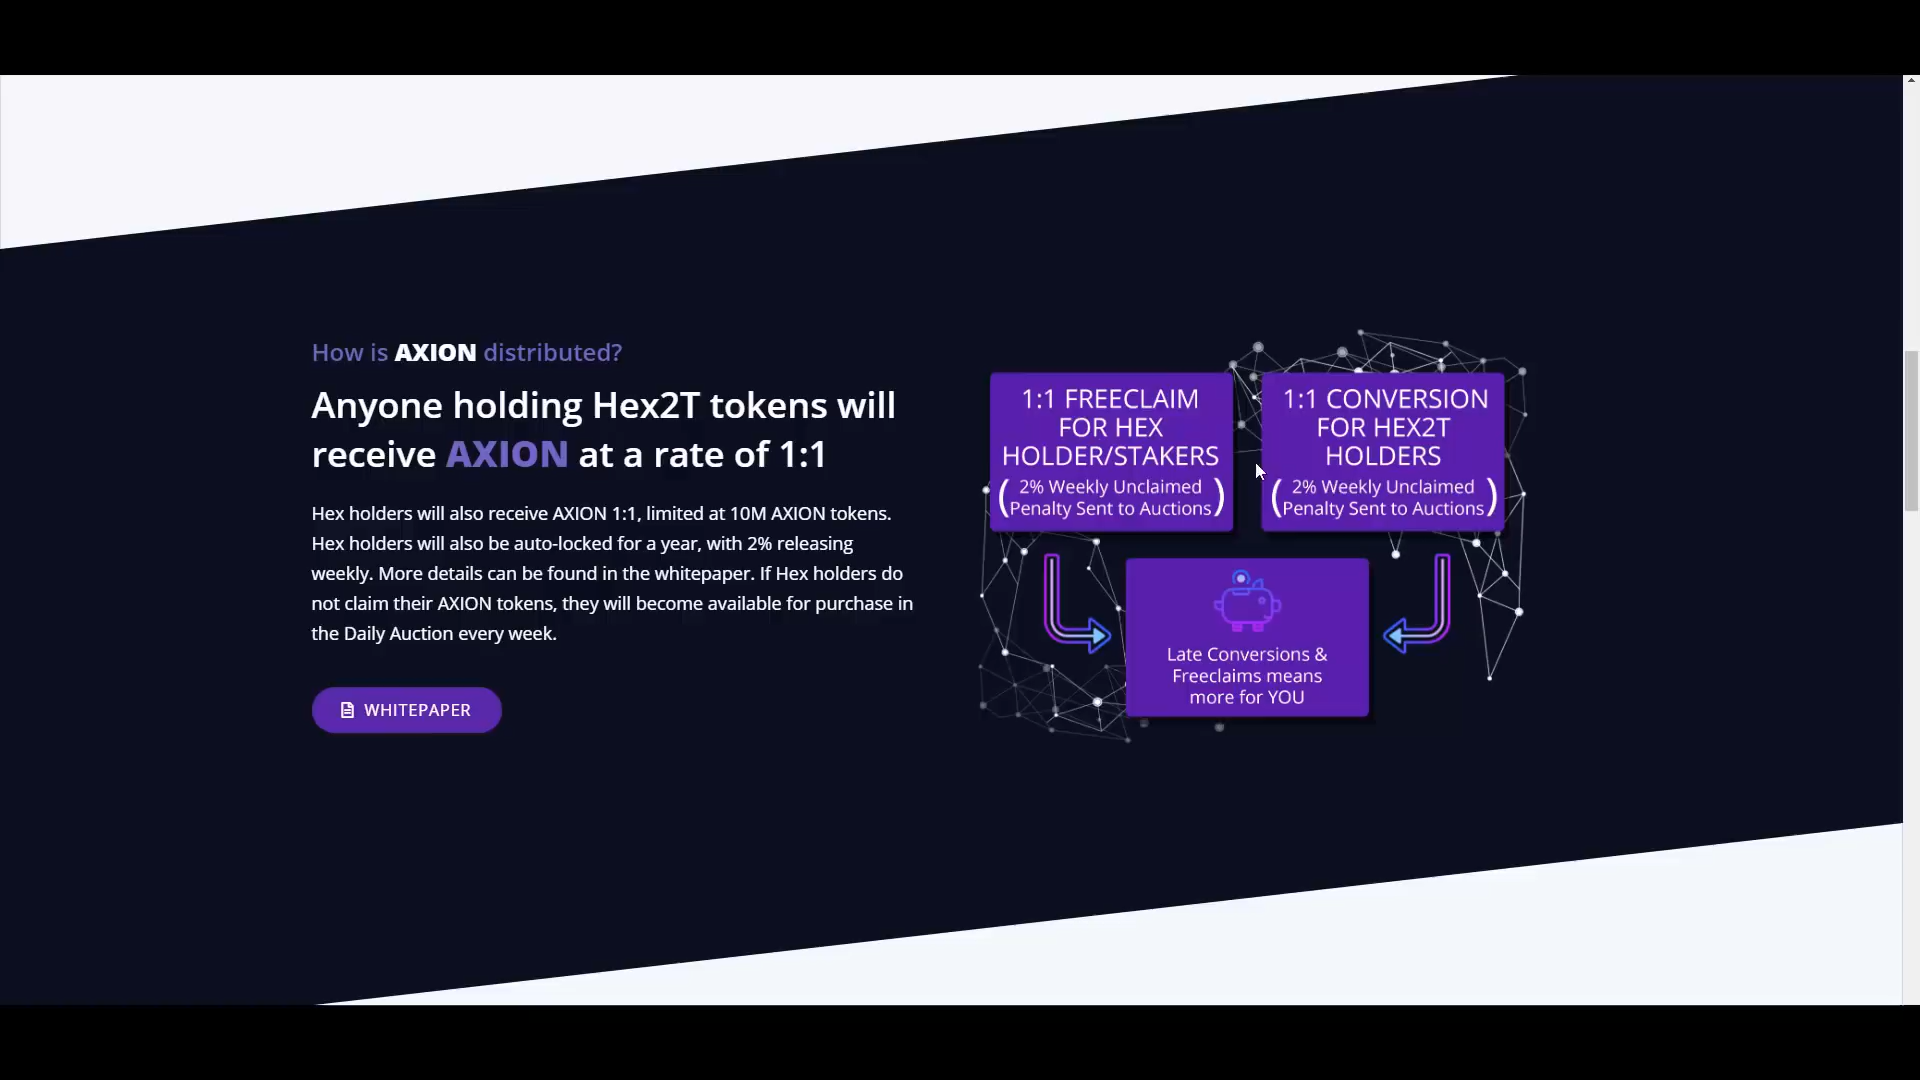 How is AXION distributed?
Anyone holding Hex2T tokens will
receive AXION at a rate of 1:1
Hex holders will also receive AXION 1:1, limited at 10M AXION tokens.
Hex holders will also be auto-locked for a year, with 2% releasing
weekly. More details can be found in the whitepaper. If Hex holders do
not claim their AXION tokens, they will become available for purchase in
the Daily Auction every week.
WHITEPAPER
1:1 FREECLAIM
FOR HEX
HOLDER/STAKERS
(2% Weekly Unclaimed
Penalty Sent to Auctions)
1:1 CONVERSION
FOR HEX2T
HOLDERS
(2% Weekly Unclaimed
Penalty Sent to Auctions)
Late Conversions &
Freeclaims means
more for YOU